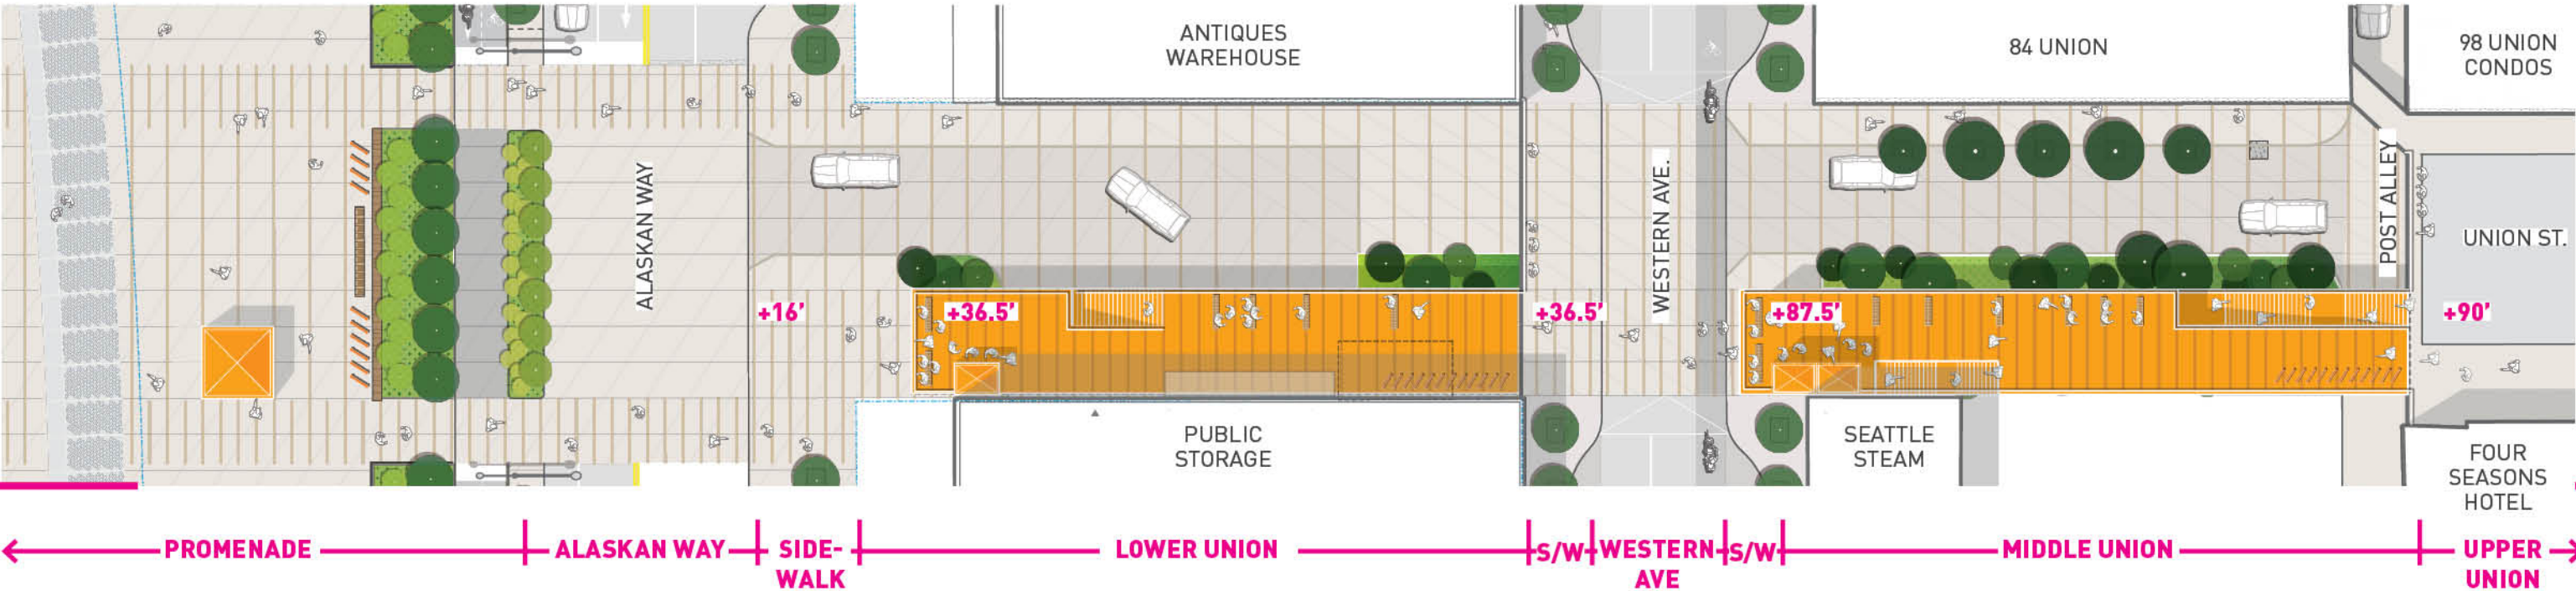 ANTIQUES
WAREHOUSE
84 UNION
98 UNION
CONDOS
ALASKAN WAY
WESTERN AVE.
POST ALLEY
UNION ST.
+16’
+36.5’
+36.5’
+87.5’
+90’
PUBLIC
STORAGE
SEATTLE
STEAM
FOUR
SEASONS
HOTEL
PROMENADE
ALASKAN WAY
SIDE-
WALK
LOWER UNION
S/W
WESTERN
AVE
S/W
MIDDLE UNION
UPPER
UNION